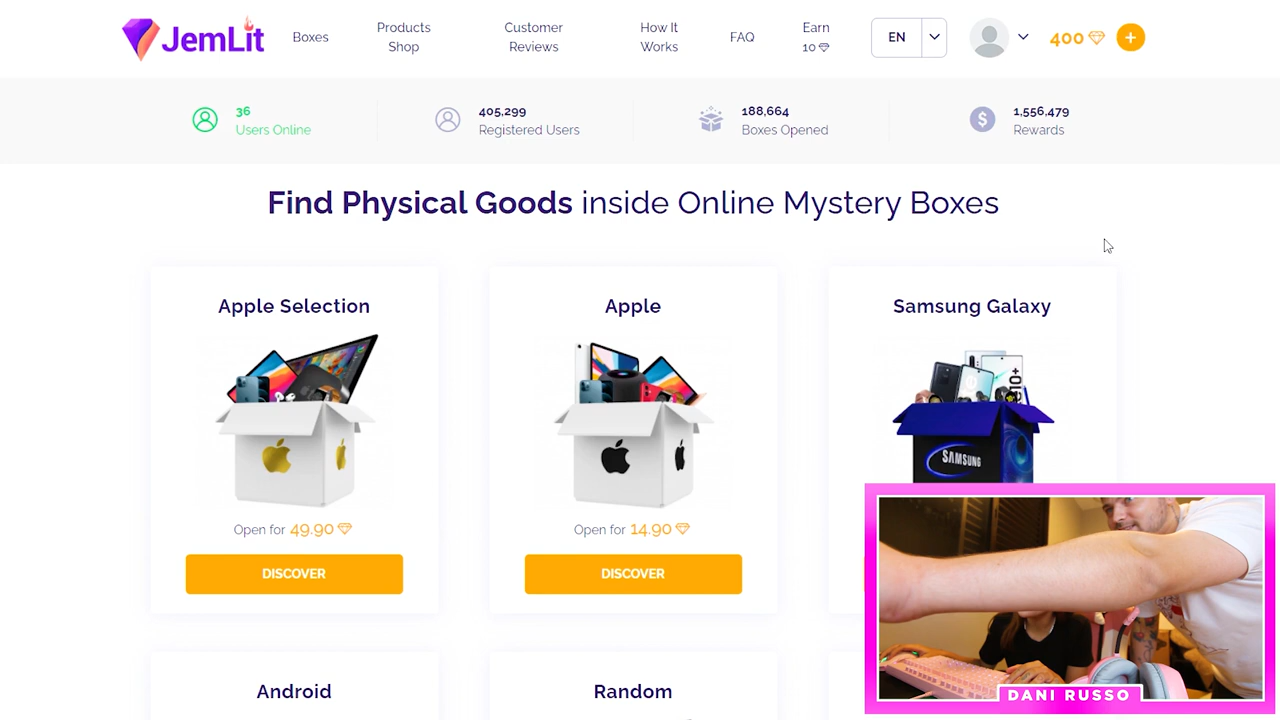 JemLit
Boxes
Products
Shop
Customer
Reviews
How It
Works
FAQ
Earn
10
EN
400
+
36
Users Online
405,299
Registered Users
188,664
Boxes Opened
$
1,556,479
Rewards
Find Physical Goods inside Online Mystery Boxes
Apple Selection
Open for 49.90
DISCOVER
Apple
Open for 14.90
DISCOVER
Samsung Galaxy
10+
SAMSUNG
Android
Random
DANI RUSSO